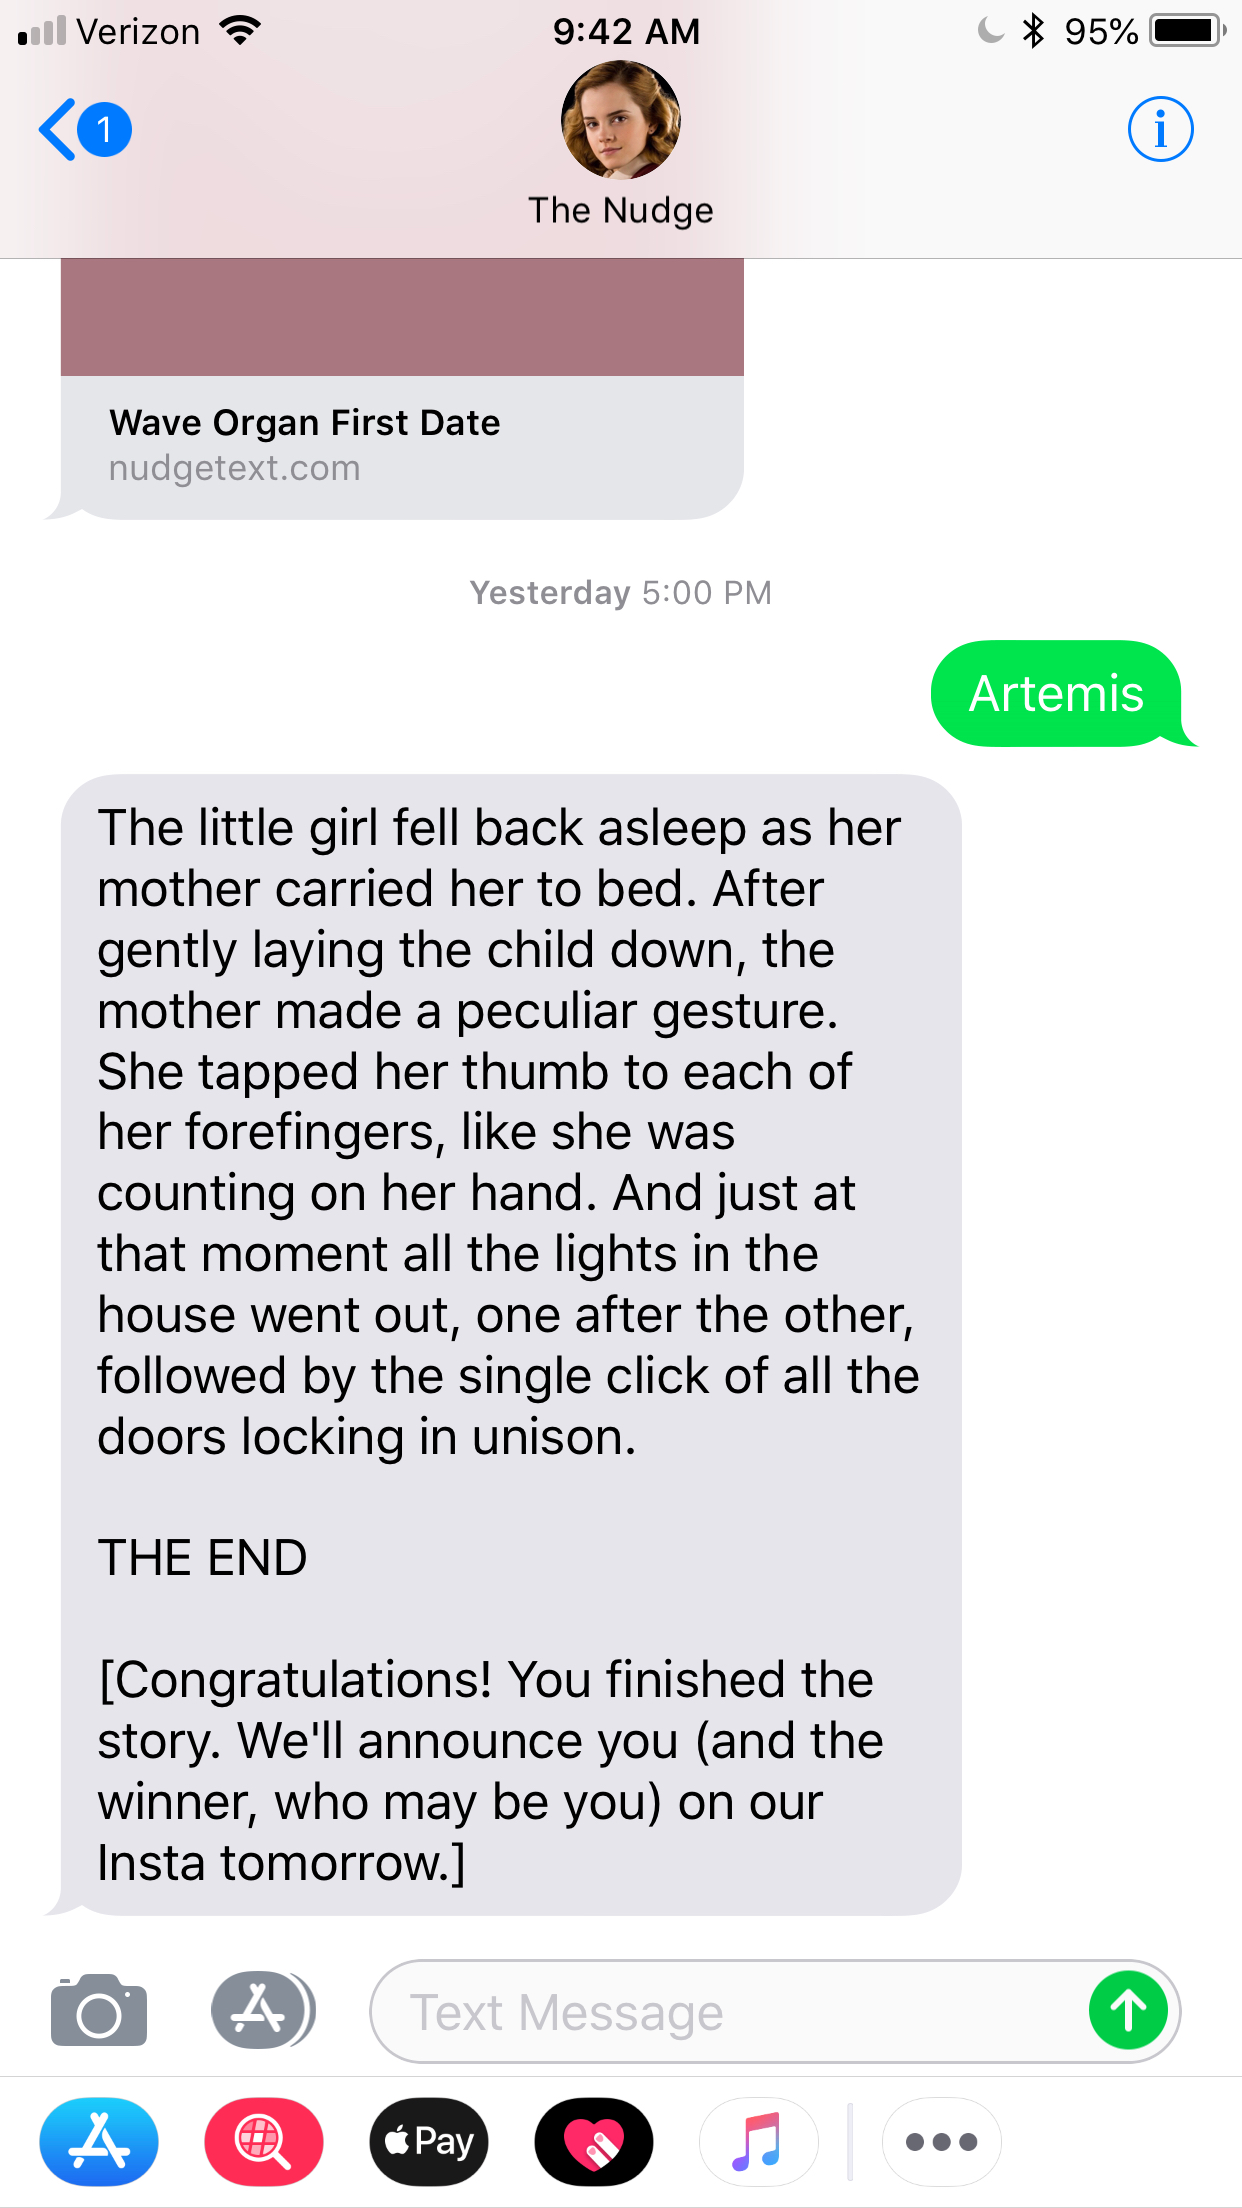 Verizon 9:42 AM 95%
1
i
The Nudge
Wave Organ First Date
nudgetext.com
Yesterday 5:00 PM
Artemis
The little girl fell back asleep as her
mother carried her to bed. After
gently laying the child down, the
mother made a peculiar gesture.
She tapped her thumb to each of
her forefingers, like she was
counting on her hand. And just at
that moment all the lights in the
house went out, one after the other,
followed by the single click of all the
doors locking in unison.
THE END
[Congratulations! You finished the
story. We'll announce you (and the
winner, who may be you) on our
Insta tomorrow.]
Text Message
Pay